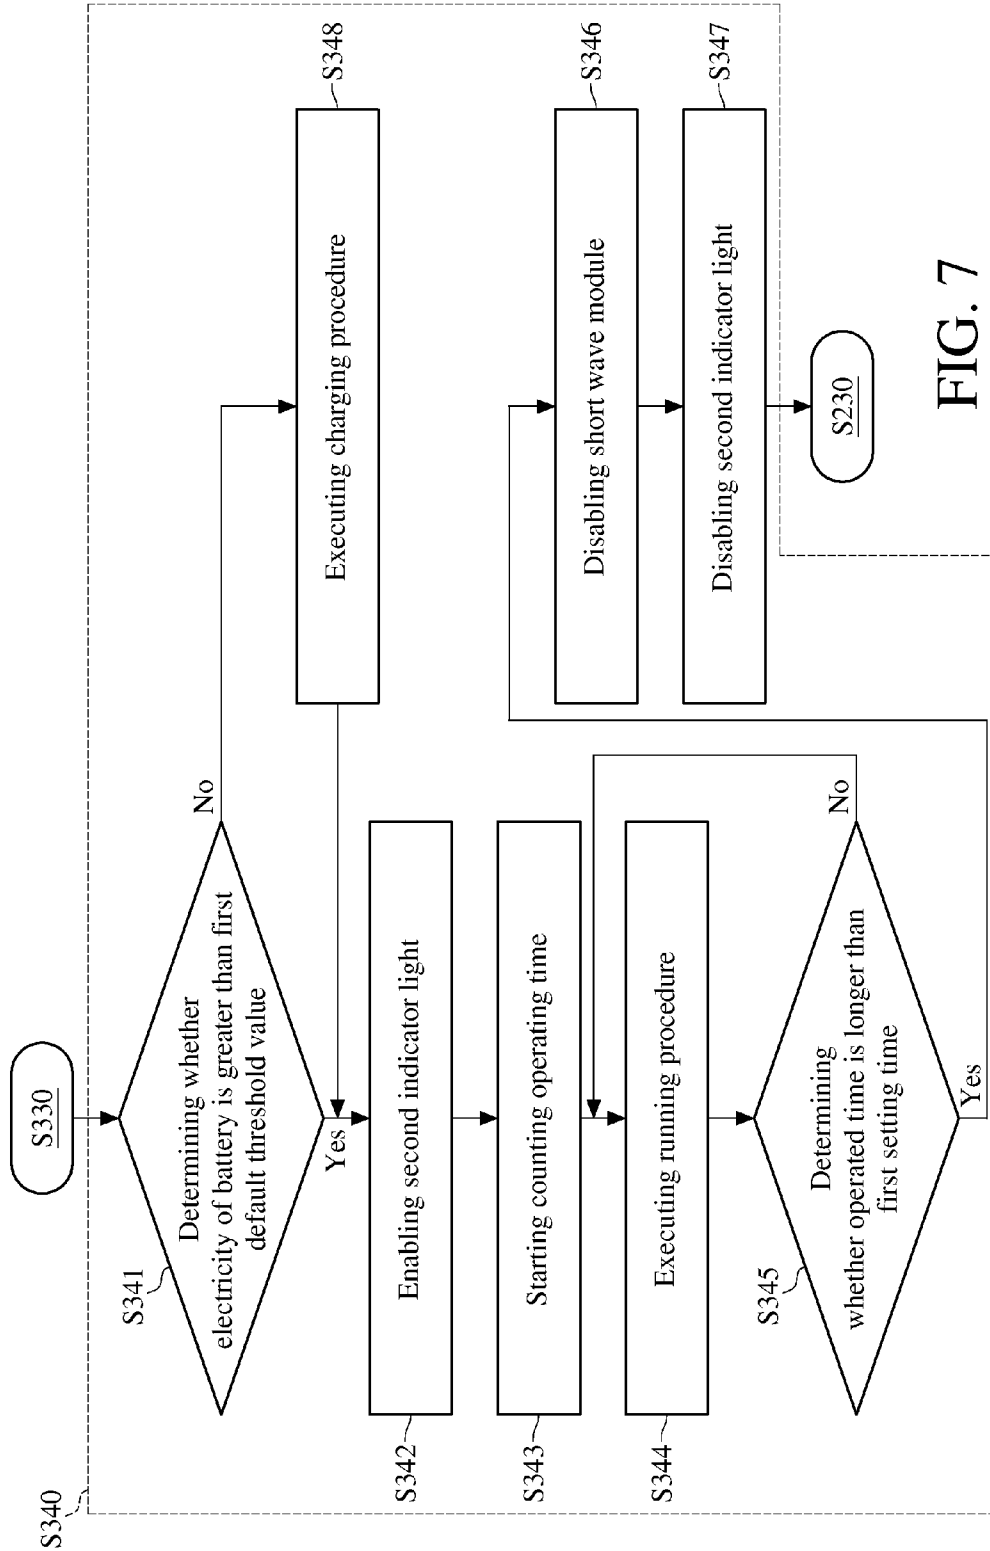 S340
S330
S341
Determining whether
electricity of battery is greater than first
default threshold value
No
Yes
S348
Executing charging procedure
S342
Enabling second indicator light
S343
Starting counting operating time
S344
Executing running procedure
S345
Determining
whether operated time is longer than
first setting time
No
Yes
S346
Disabling short wave module
S347
Disabling second indicator light
S230
FIG. 7